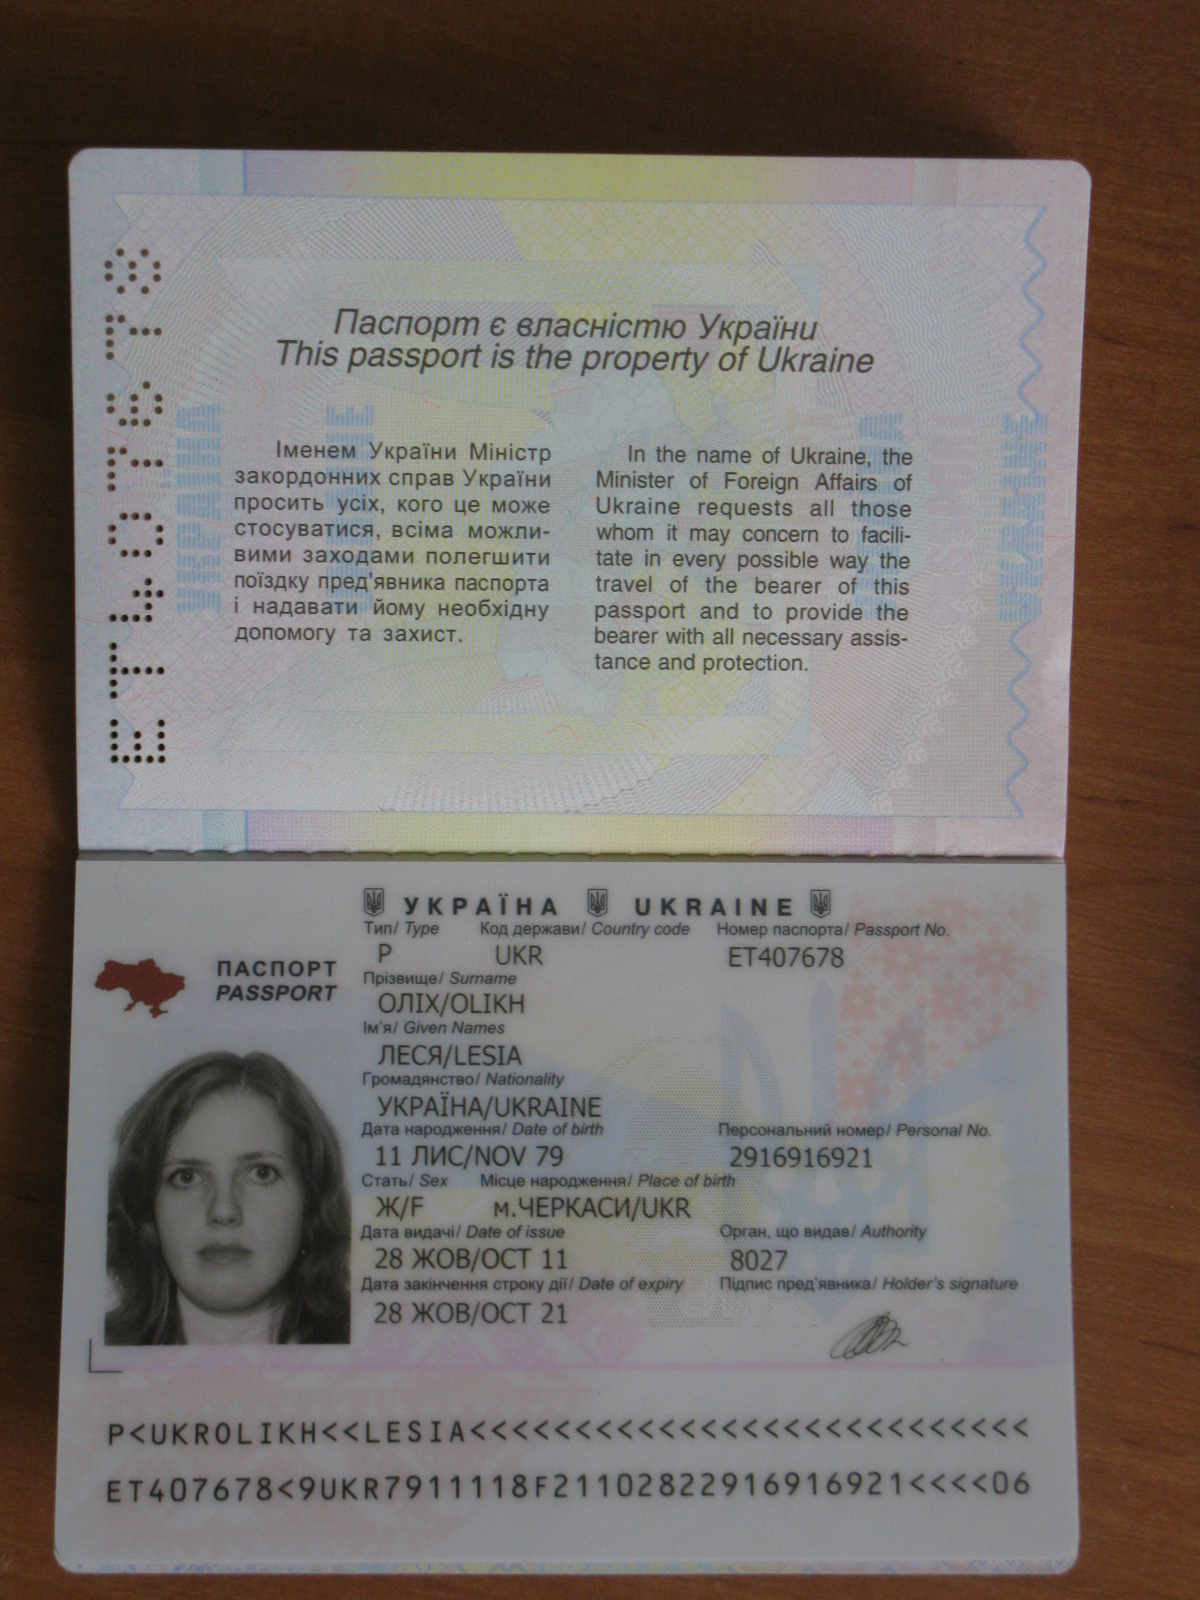 Паспорт є власністю України
This passport is the property of Ukraine
Іменем України Міністр
закордонних справ України
просить усіх, кого це може
стосуватися, всіма можли-
вими заходами полегшити
поїздку пред'явника паспорта
і надавати йому необхідну
допомогу та захист.
In the name of Ukraine, the
Minister of Foreign Affairs of
Ukraine requests all those
whom it may concern to facili-
tate in every possible way the
travel of the bearer of this
passport and to provide the
bearer with all necessary assis-
tance and protection.
ET407678
УКРАЇНА UKRAINE
ПАСПОРТ
PASSPORT
Тип/ Type Код держави/ Country code Номер паспорта/ Passport No.
P UKR ET407678
Прізвище/ Surname
ОЛІХ/OLIKH
Ім'я/ Given Names
ЛЕСЯ/LESIA
Громадянство/ Nationality
УКРАЇНА/UKRAINE
Дата народження/ Date of birth Персональний номер/ Personal No.
11 ЛИС/NOV 79 2916916921
Стать/ Sex Місце народження/ Place of birth
Ж/F м.ЧЕРКАСИ/UKR
Дата видачі/ Date of issue Орган, що видав/ Authority
28 ЖОВ/OCT 11 8027
Дата закінчення строку дії/ Date of expiry Підпис пред'явника/ Holder's signature
28 ЖОВ/OCT 21
P<UKROLIKH<<LESIA<<<<<<<<<<<<<<<<<<<<<<<<<<<
ET407678<9UKR7911118F21102822916916921<<<<06